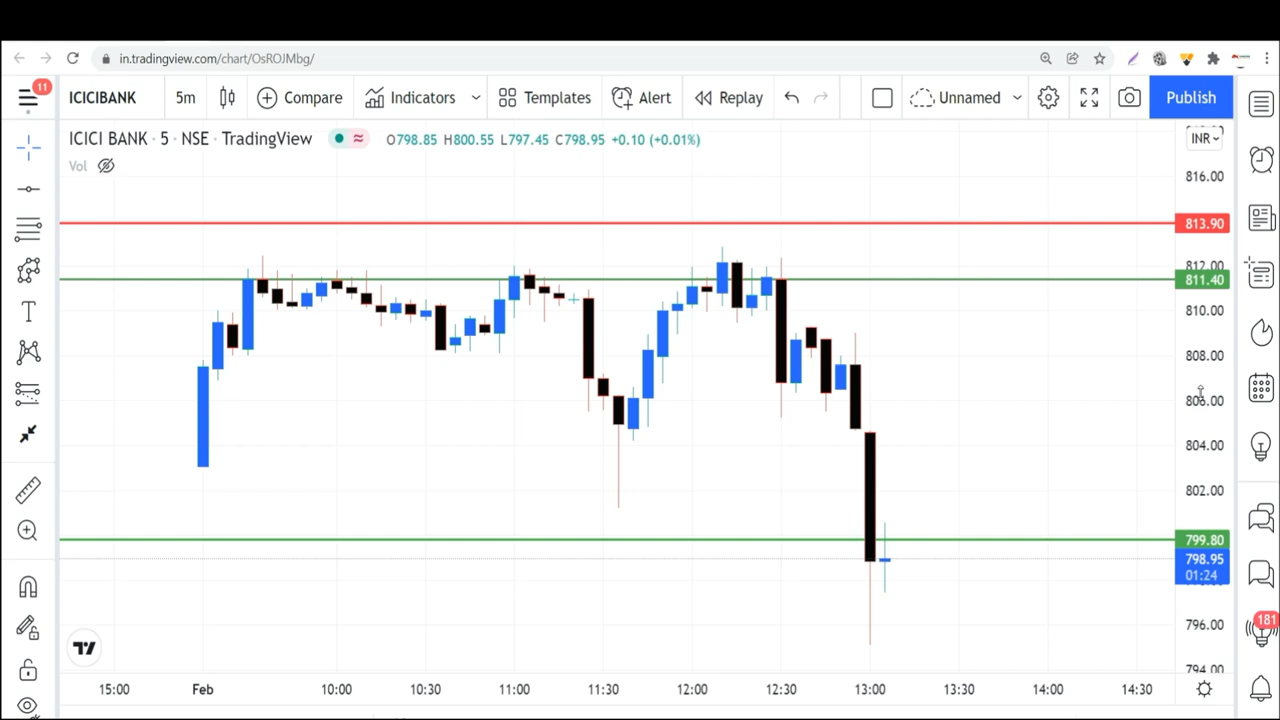 in.tradingview.com/chart/OsROJMbg/
11
ICICIBANK 5m Compare Indicators Templates Alert Replay Unnamed Publish
ICICI BANK · 5 · NSE · TradingView O798.85 H800.55 L797.45 C798.95 +0.10 (+0.01%)
INR
Vol
816.00
813.90
812.00
811.40
810.00
808.00
806.00
804.00
802.00
799.80
798.95
01:24
796.00
794.00
181
15:00 Feb 10:00 10:30 11:00 11:30 12:00 12:30 13:00 13:30 14:00 14:30